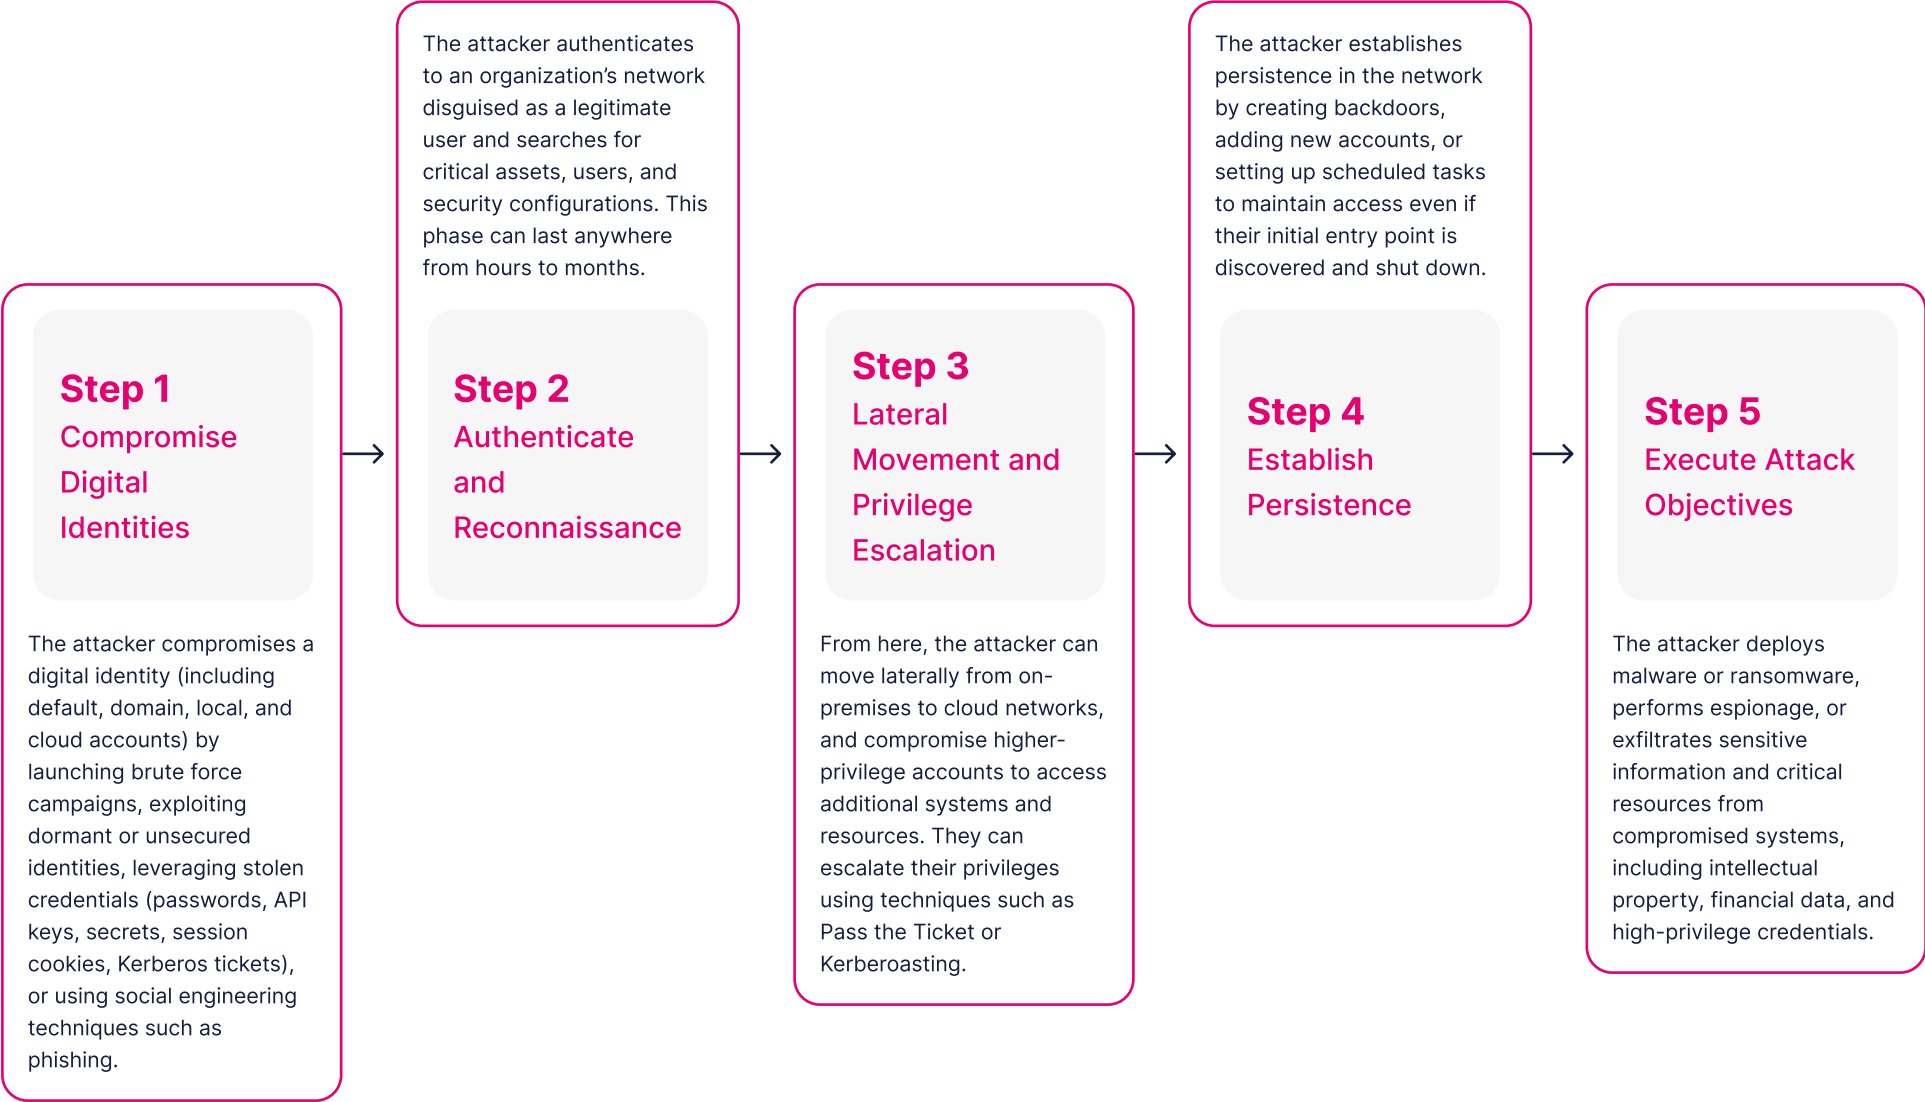 Step 1
Compromise
Digital
Identities
The attacker compromises a
digital identity (including
default, domain, local, and
cloud accounts) by
launching brute force
campaigns, exploiting
dormant or unsecured
identities, leveraging stolen
credentials (passwords, API
keys, secrets, session
cookies, Kerberos tickets),
or using social engineering
techniques such as
phishing.
The attacker authenticates
to an organization’s network
disguised as a legitimate
user and searches for
critical assets, users, and
security configurations. This
phase can last anywhere
from hours to months.
Step 2
Authenticate
and
Reconnaissance
Step 3
Lateral
Movement and
Privilege
Escalation
From here, the attacker can
move laterally from on-
premises to cloud networks,
and compromise higher-
privilege accounts to access
additional systems and
resources. They can
escalate their privileges
using techniques such as
Pass the Ticket or
Kerberoasting.
The attacker establishes
persistence in the network
by creating backdoors,
adding new accounts, or
setting up scheduled tasks
to maintain access even if
their initial entry point is
discovered and shut down.
Step 4
Establish
Persistence
Step 5
Execute Attack
Objectives
The attacker deploys
malware or ransomware,
performs espionage, or
exfiltrates sensitive
information and critical
resources from
compromised systems,
including intellectual
property, financial data, and
high-privilege credentials.